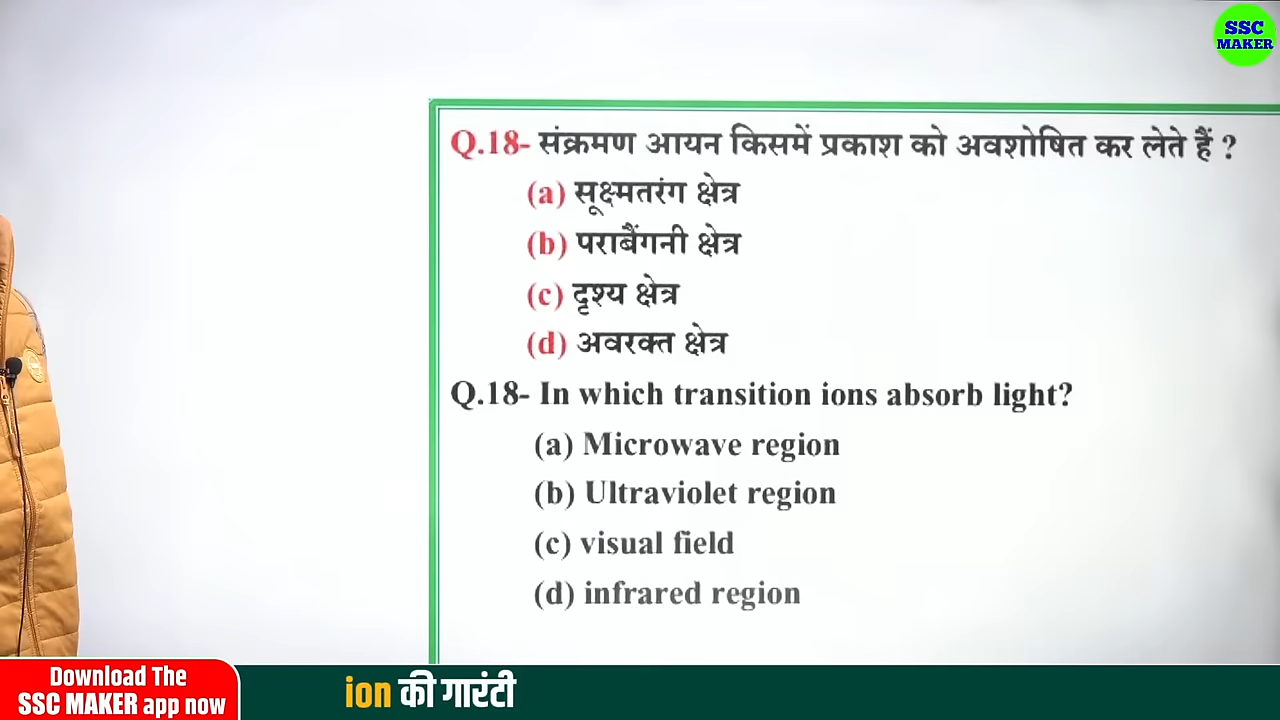 SSC
MAKER
Q.18- संक्रमण आयन किसमें प्रकाश को अवशोषित कर लेते हैं ?
(a) सूक्ष्मतरंग क्षेत्र
(b) पराबैंगनी क्षेत्र
(c) दृश्य क्षेत्र
(d) अवरक्त क्षेत्र
Q.18- In which transition ions absorb light?
(a) Microwave region
(b) Ultraviolet region
(c) visual field
(d) infrared region
Download The
SSC MAKER app now
ion की गारंटी